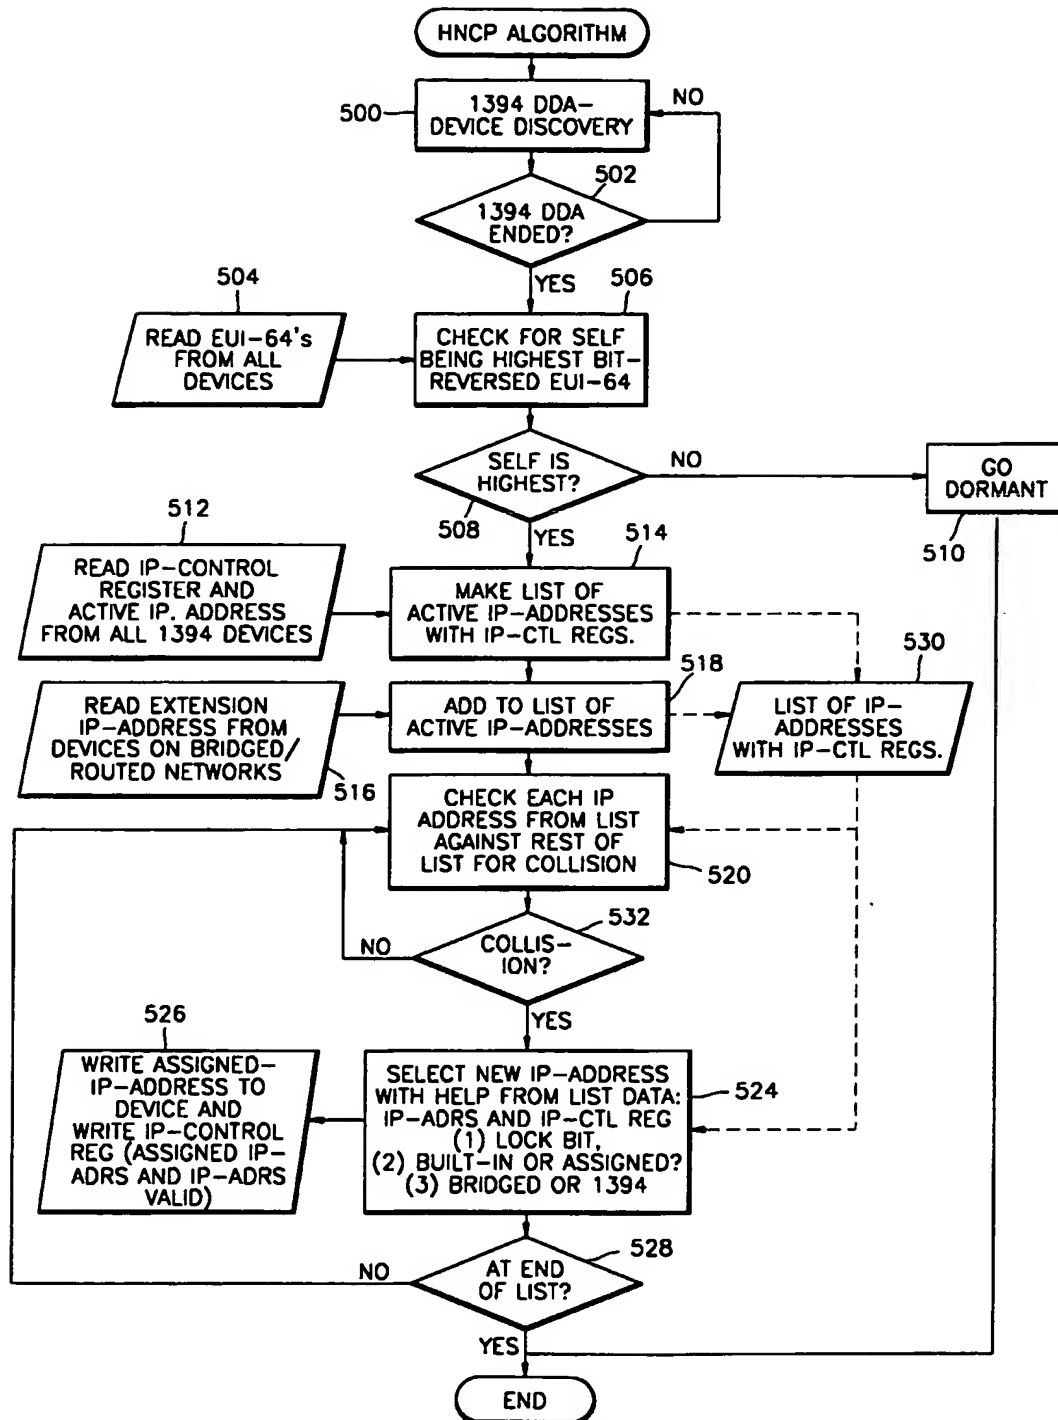 HNCP ALGORITHM
500
1394 DDA-
DEVICE DISCOVERY
NO
502
1394 DDA
ENDED?
YES
504
READ EUI-64's
FROM ALL
DEVICES
506
CHECK FOR SELF
BEING HIGHEST BIT-
REVERSED EUI-64
SELF IS
HIGHEST?
508
NO
GO
DORMANT
510
YES
512
READ IP-CONTROL
REGISTER AND
ACTIVE IP. ADDRESS
FROM ALL 1394 DEVICES
514
MAKE LIST OF
ACTIVE IP-ADDRESSES
WITH IP-CTL REGS.
READ EXTENSION
IP-ADDRESS FROM
DEVICES ON BRIDGED/
ROUTED NETWORKS
516
518
ADD TO LIST OF
ACTIVE IP-ADDRESSES
530
LIST OF IP-
ADDRESSES
WITH IP-CTL REGS.
CHECK EACH IP
ADDRESS FROM LIST
AGAINST REST OF
LIST FOR COLLISION
520
532
COLLIS-
ION?
NO
YES
526
WRITE ASSIGNED-
IP-ADDRESS TO
DEVICE AND
WRITE IP-CONTROL
REG (ASSIGNED IP-
ADRS AND IP-ADRS
VALID)
SELECT NEW IP-ADDRESS
WITH HELP FROM LIST DATA:
IP-ADRS AND IP-CTL REG
(1) LOCK BIT,
(2) BUILT-IN OR ASSIGNED?
(3) BRIDGED OR 1394
524
528
AT END
OF LIST?
NO
YES
END